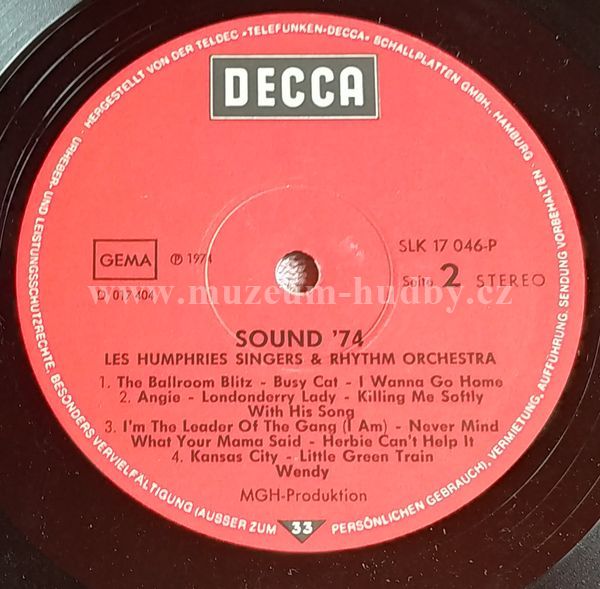 URHEBER- UND LEISTUNGSSCHUTZRECHTE, BESONDERS VERVIELFÄLTIGUNG (AUSSER ZUM PERSÖNLICHEN GEBRAUCH), VERMIETUNG, AUFFÜHRUNG, SENDUNG VORBEHALTEN
HERGESTELLT VON DER TELDEC »TELEFUNKEN-DECCA« SCHALLPLATTEN GMBH., HAMBURG
DECCA
GEMA
℗ 1974
SLK 17 046-P
D 017 404
Seite 2 STEREO
www.muzeum-hudby.cz
SOUND '74
LES HUMPHRIES SINGERS & RHYTHM ORCHESTRA
1. The Ballroom Blitz - Busy Cat - I Wanna Go Home
2. Angie - Londonderry Lady - Killing Me Softly
With His Song
3. I'm The Leader Of The Gang (I Am) - Never Mind
What Your Mama Said - Herbie Can't Help It
4. Kansas City - Little Green Train
Wendy
MGH-Produktion
33